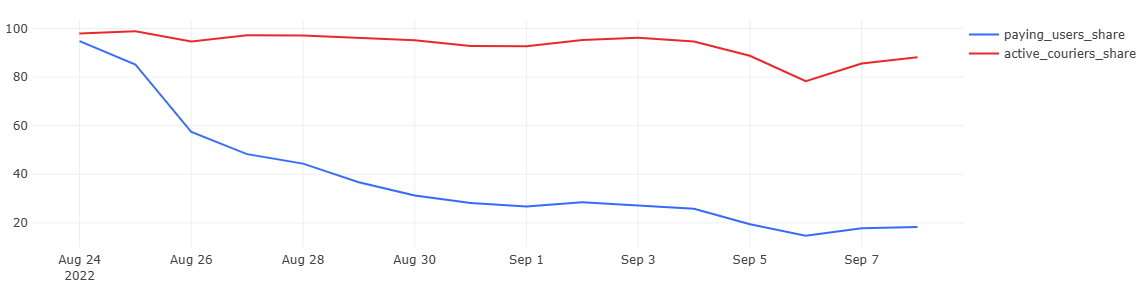 100
80
60
40
20
Aug 24
2022
Aug 26
Aug 28
Aug 30
Sep 1
Sep 3
Sep 5
Sep 7
paying_users_share
active_couriers_share